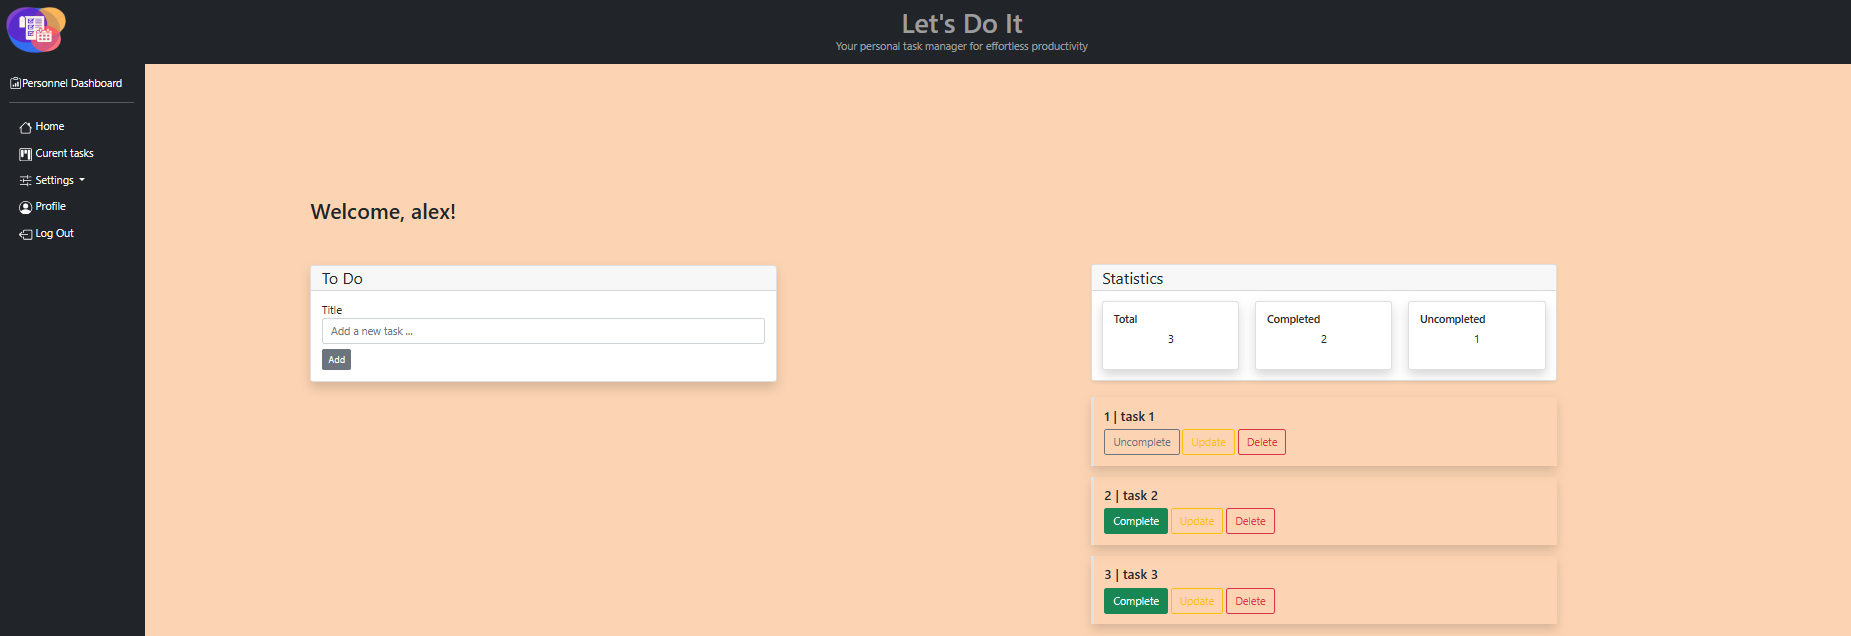 Let's Do It
Your personal task manager for effortless productivity
Personnel Dashboard
Home
Curent tasks
Settings
Profile
Log Out
Welcome, alex!
To Do
Title
Add a new task ...
Add
Statistics
Total
3
Completed
2
Uncompleted
1
1 | task 1
Uncomplete Update Delete
2 | task 2
Complete Update Delete
3 | task 3
Complete Update Delete